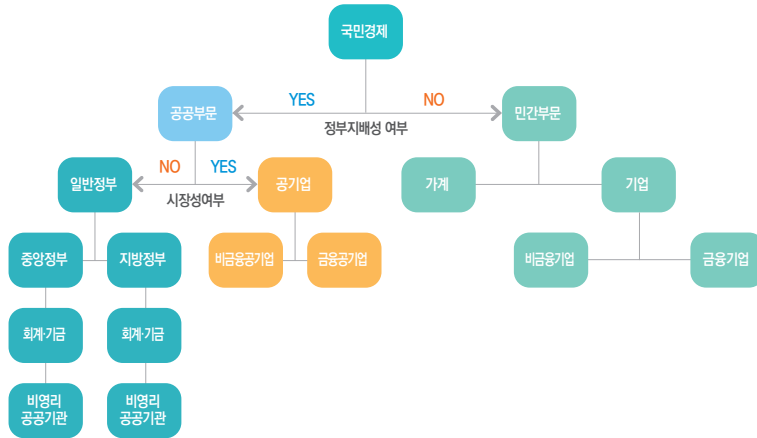 국민경제
YES
NO
공공부문
민간부문
정부지배성 여부
NO
YES
일반정부
공기업
가계
기업
시장성여부
중앙정부
지방정부
비금융공기업
금융공기업
비금융기업
금융기업
회계·기금
회계·기금
비영리
공공기관
비영리
공공기관